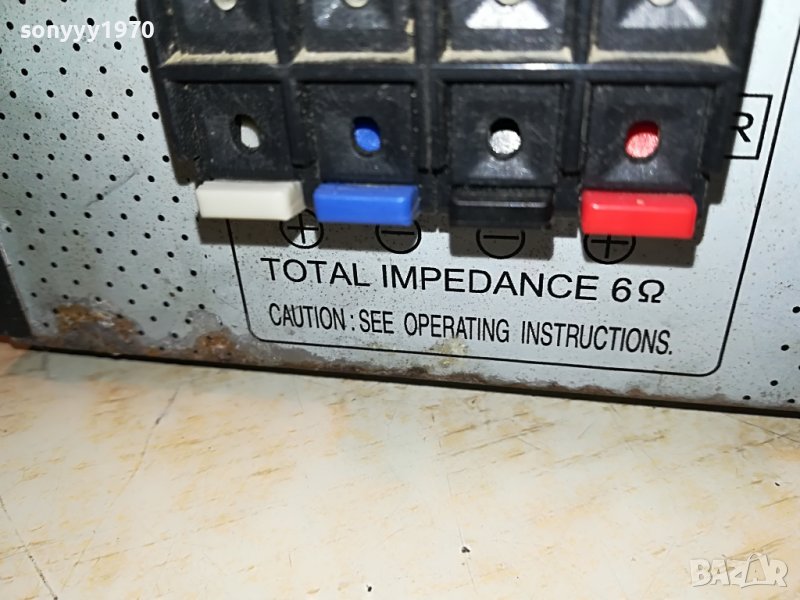 sonyyy1970
R
TOTAL IMPEDANCE 6Ω
CAUTION : SEE OPERATING INSTRUCTIONS.
BAZAR